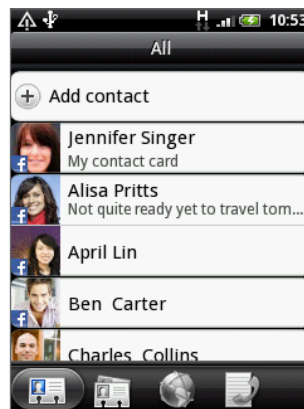 H 10:53
All
Add contact
Jennifer Singer
My contact card
Alisa Pritts
Not quite ready yet to travel tom...
April Lin
Ben Carter
Charles Collins